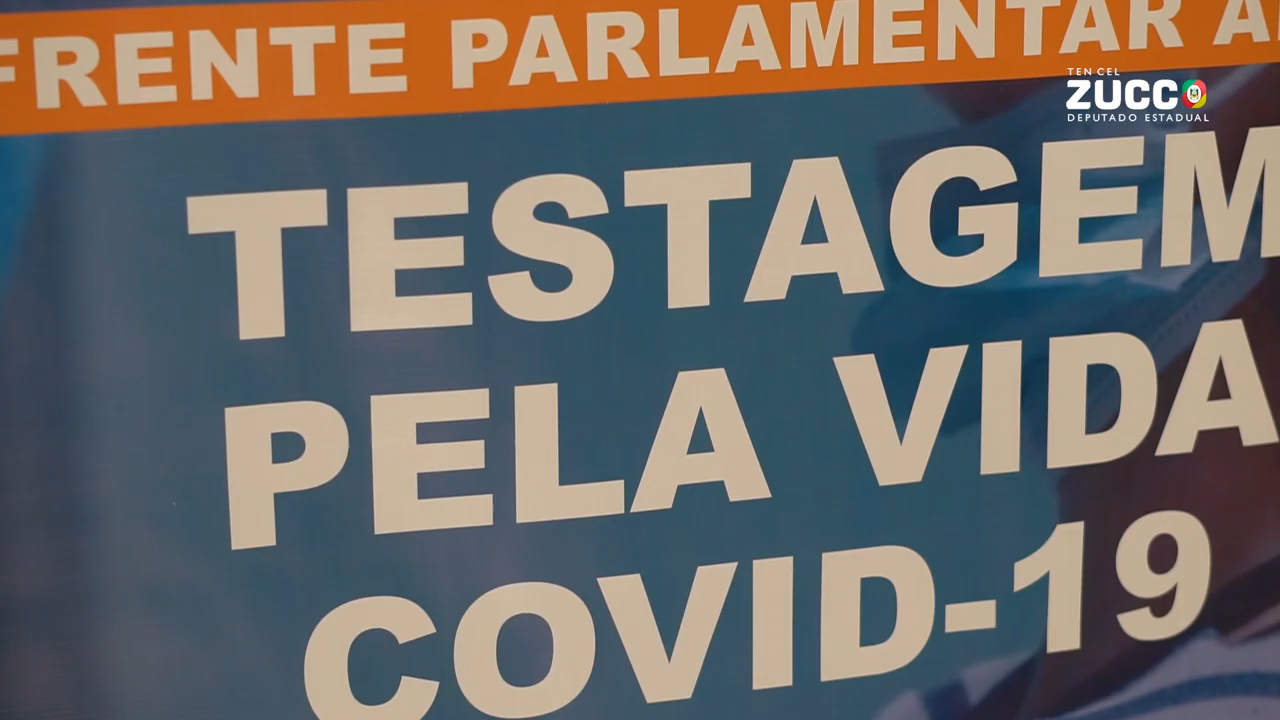 FRENTE PARLAMENTAR
TEN CEL
ZUCCO
DEPUTADO ESTADUAL
TESTAGEM
PELA VIDA
COVID-19